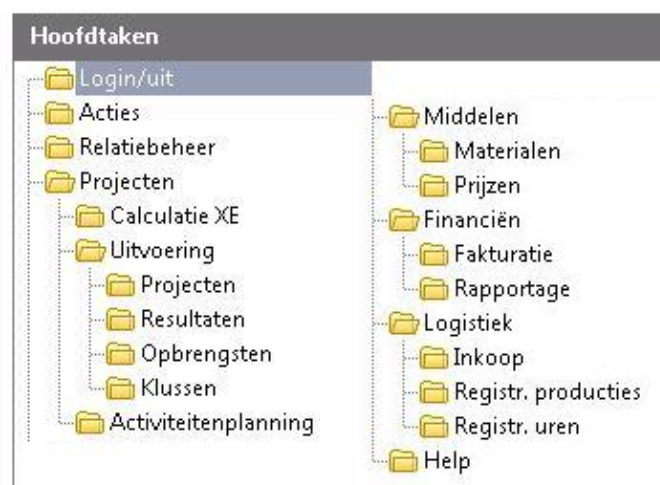 Hoofdtaken
Login/uit
Acties
Relatiebeheer
Projecten
Calculatie XE
Uitvoering
Projecten
Resultaten
Opbrengsten
Klussen
Activiteitenplanning
Middelen
Materialen
Prijzen
Financiën
Fakturatie
Rapportage
Logistiek
Inkoop
Registr. producties
Registr. uren
Help